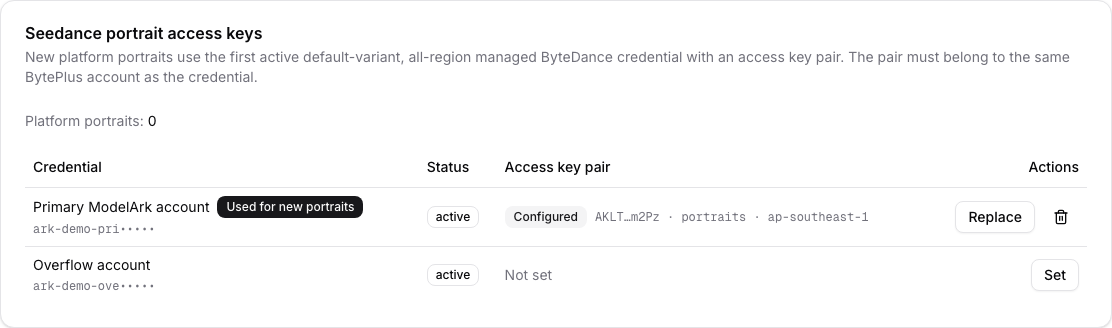 Seedance portrait access keys
New platform portraits use the first active default-variant, all-region managed ByteDance credential with an access key pair. The pair must belong to the same
BytePlus account as the credential.
Platform portraits: 0
Credential Status Access key pair Actions
Primary ModelArk account Used for new portraits
ark-demo-pri•••••
active Configured AKLT…m2Pz · portraits · ap-southeast-1 Replace
Overflow account
ark-demo-ove•••••
active Not set Set